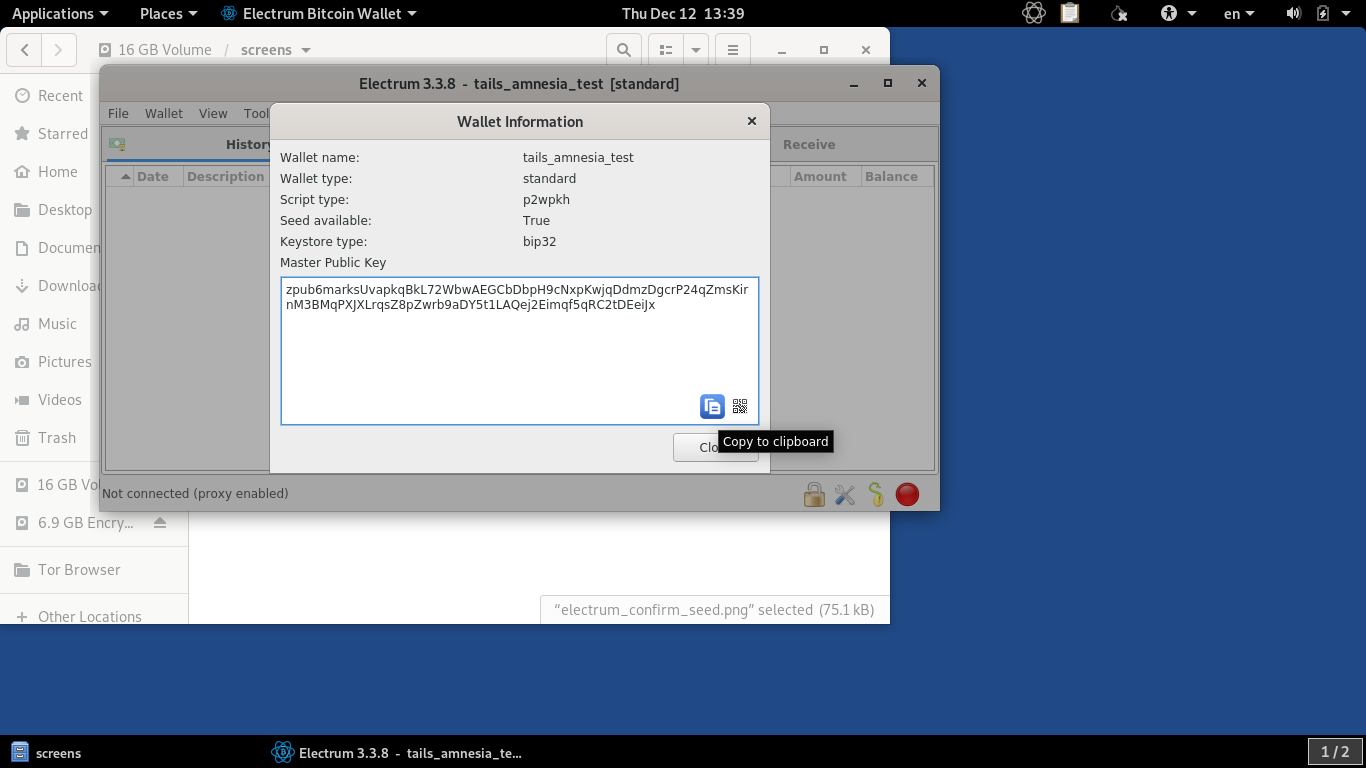 Applications
Places
Electrum Bitcoin Wallet
Thu Dec 12 13:39
en
16 GB Volume / screens
Recent
Starred
Home
Desktop
Documen
Downloa
Music
Pictures
Videos
Trash
16 GB Vo
6.9 GB Encry...
Tor Browser
+ Other Locations
Electrum 3.3.8 - tails_amnesia_test [standard]
File Wallet View Tool
History
Receive
Date
Description
Amount
Balance
Wallet Information
Wallet name: tails_amnesia_test
Wallet type: standard
Script type: p2wpkh
Seed available: True
Keystore type: bip32
Master Public Key
zpub6marksUvapkqBkL72WbwAEGCbDbpH9cNxpKwjqDdmzDgcrP24qZmsKir
nM3BMqPXJXLrqsZ8pZwrb9aDY5t1LAQej2Eimqf5qRC2tDEeiJx
Clo
Copy to clipboard
Not connected (proxy enabled)
“electrum_confirm_seed.png” selected (75.1 kB)
screens
Electrum 3.3.8 - tails_amnesia_te...
1 / 2